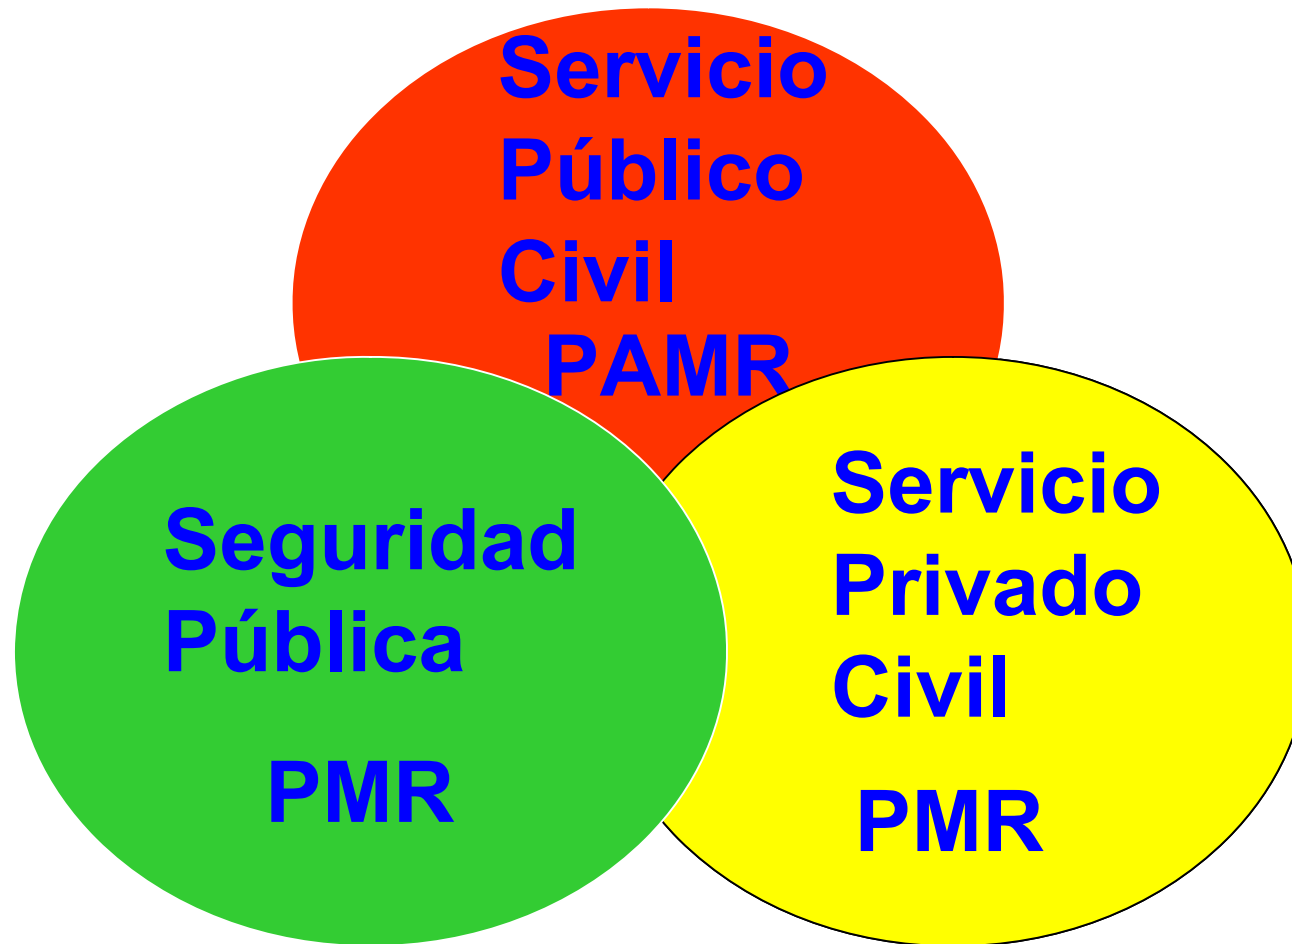 Servicio
Público
Civil
PAMR
Seguridad
Pública
PMR
Servicio
Privado
Civil
PMR